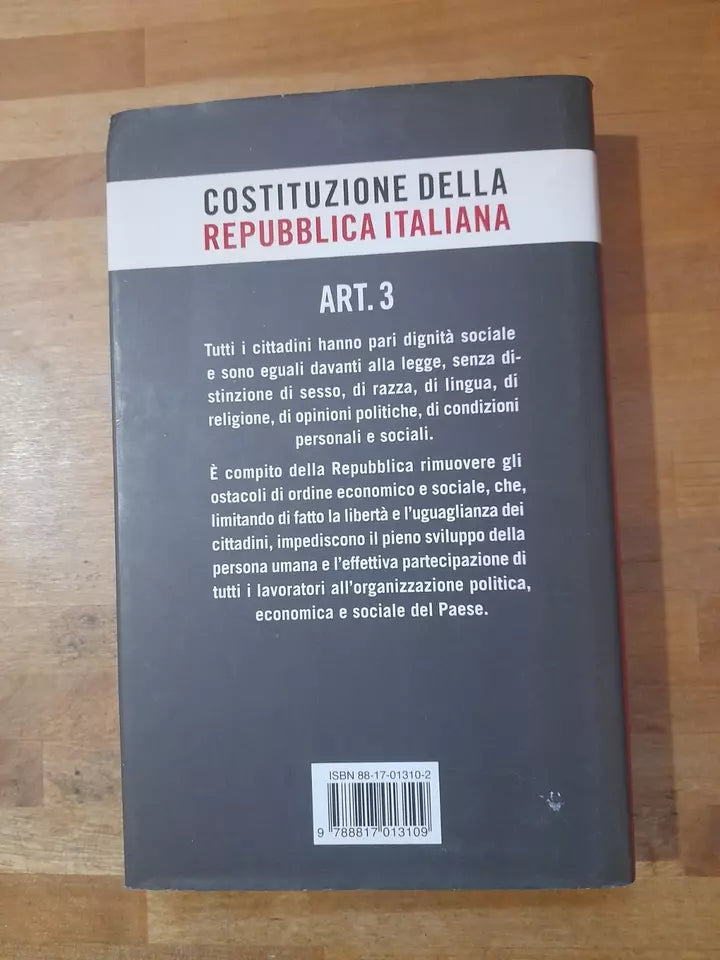 COSTITUZIONE DELLA
REPUBBLICA ITALIANA
ART. 3
Tutti i cittadini hanno pari dignità sociale
e sono eguali davanti alla legge, senza di-
stinzione di sesso, di razza, di lingua, di
religione, di opinioni politiche, di condizioni
personali e sociali.
È compito della Repubblica rimuovere gli
ostacoli di ordine economico e sociale, che,
limitando di fatto la libertà e l'uguaglianza dei
cittadini, impediscono il pieno sviluppo della
persona umana e l'effettiva partecipazione di
tutti i lavoratori all'organizzazione politica,
economica e sociale del Paese.
ISBN 88-17-01310-2
9 788817 013109